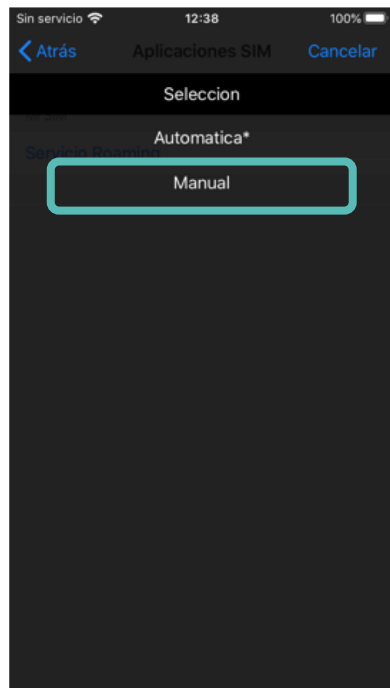 Sin servicio 12:38 100%
Atrás Aplicaciones SIM Cancelar
Seleccion
Automatica*
Servicio Roaming
Manual